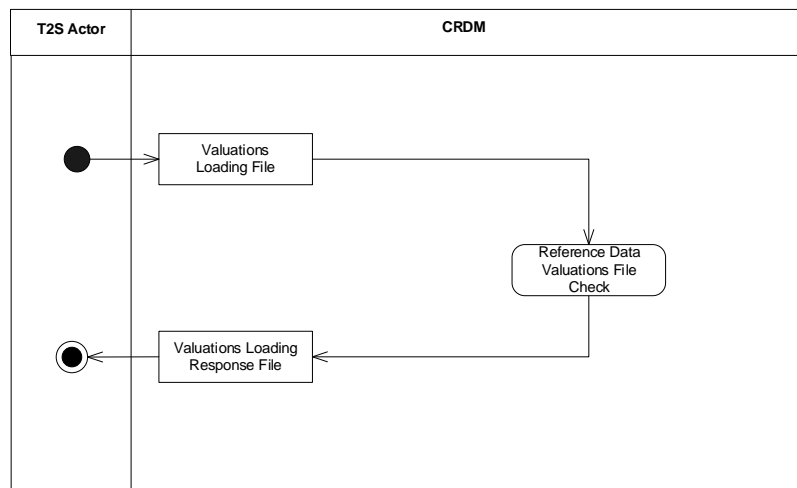 T2S Actor
CRDM
Valuations
Loading File
Reference Data
Valuations File
Check
Valuations Loading
Response File